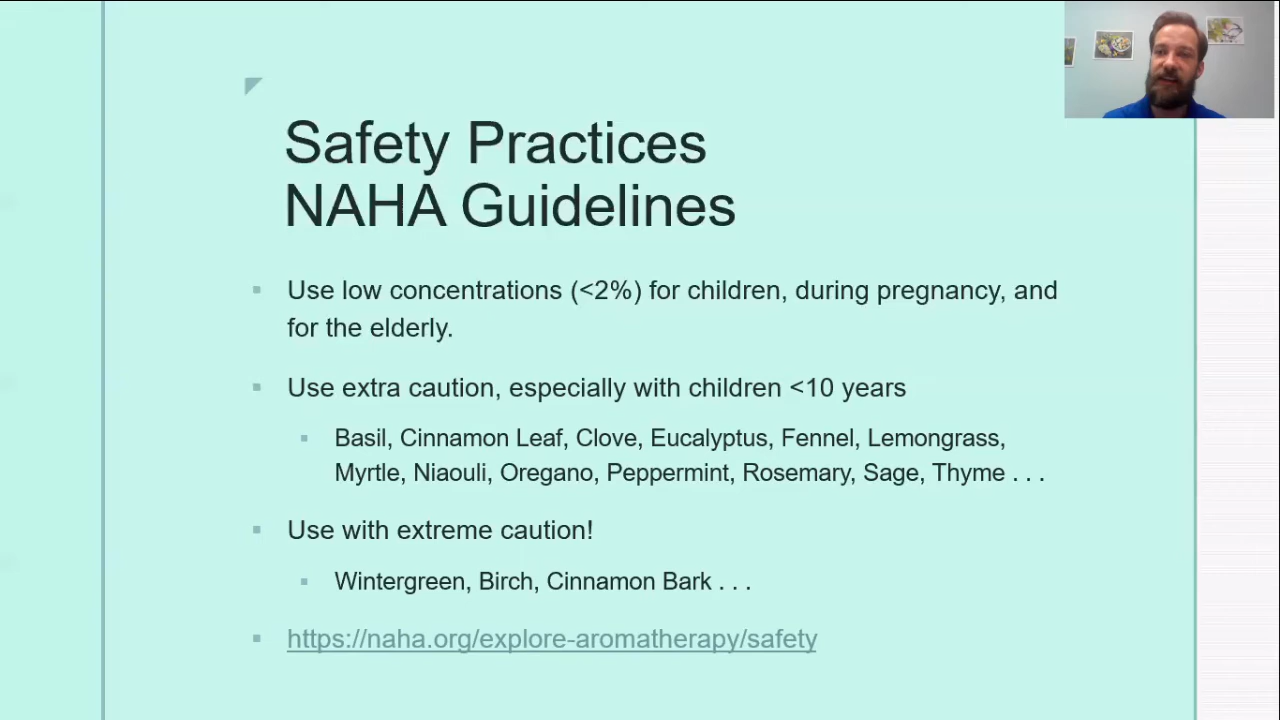 Safety Practices
NAHA Guidelines
Use low concentrations (<2%) for children, during pregnancy, and
for the elderly.
Use extra caution, especially with children <10 years
Basil, Cinnamon Leaf, Clove, Eucalyptus, Fennel, Lemongrass,
Myrtle, Niaouli, Oregano, Peppermint, Rosemary, Sage, Thyme . . .
Use with extreme caution!
Wintergreen, Birch, Cinnamon Bark . . .
https://naha.org/explore-aromatherapy/safety